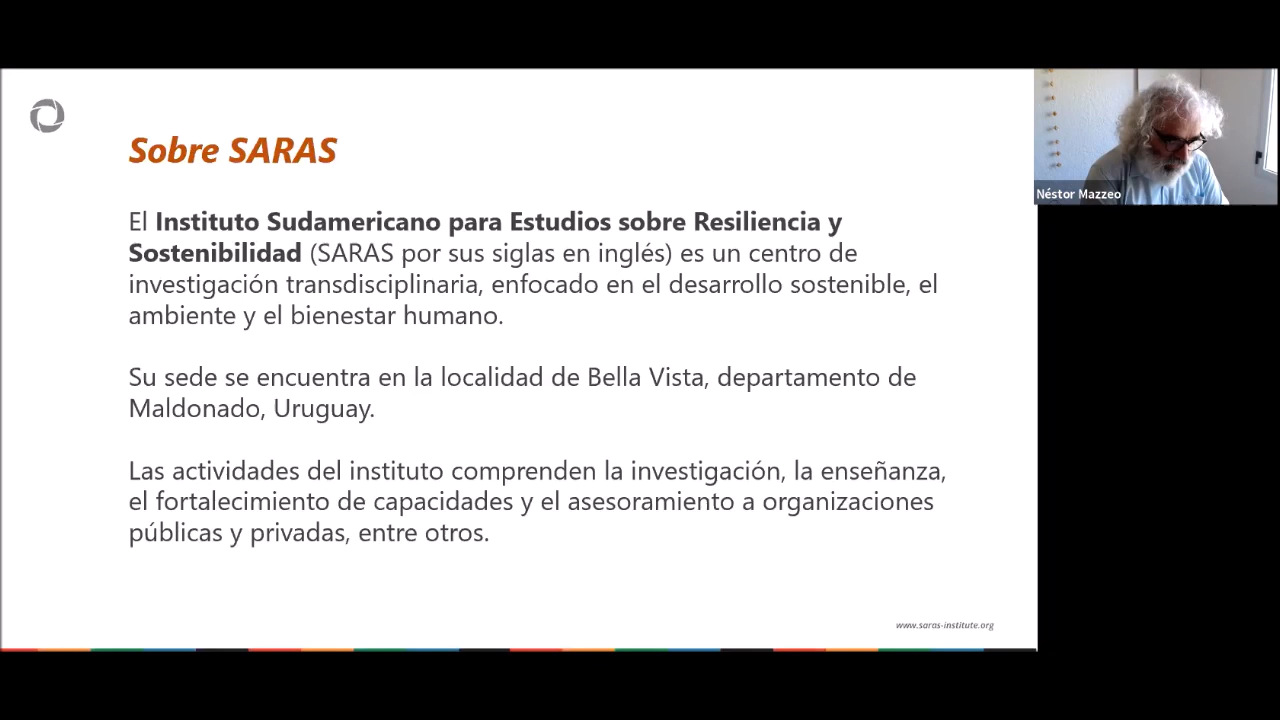 Sobre SARAS
El Instituto Sudamericano para Estudios sobre Resiliencia y
Sostenibilidad (SARAS por sus siglas en inglés) es un centro de
investigación transdisciplinaria, enfocado en el desarrollo sostenible, el
ambiente y el bienestar humano.
Su sede se encuentra en la localidad de Bella Vista, departamento de
Maldonado, Uruguay.
Las actividades del instituto comprenden la investigación, la enseñanza,
el fortalecimiento de capacidades y el asesoramiento a organizaciones
públicas y privadas, entre otros.
www.saras-institute.org
Néstor Mazzeo